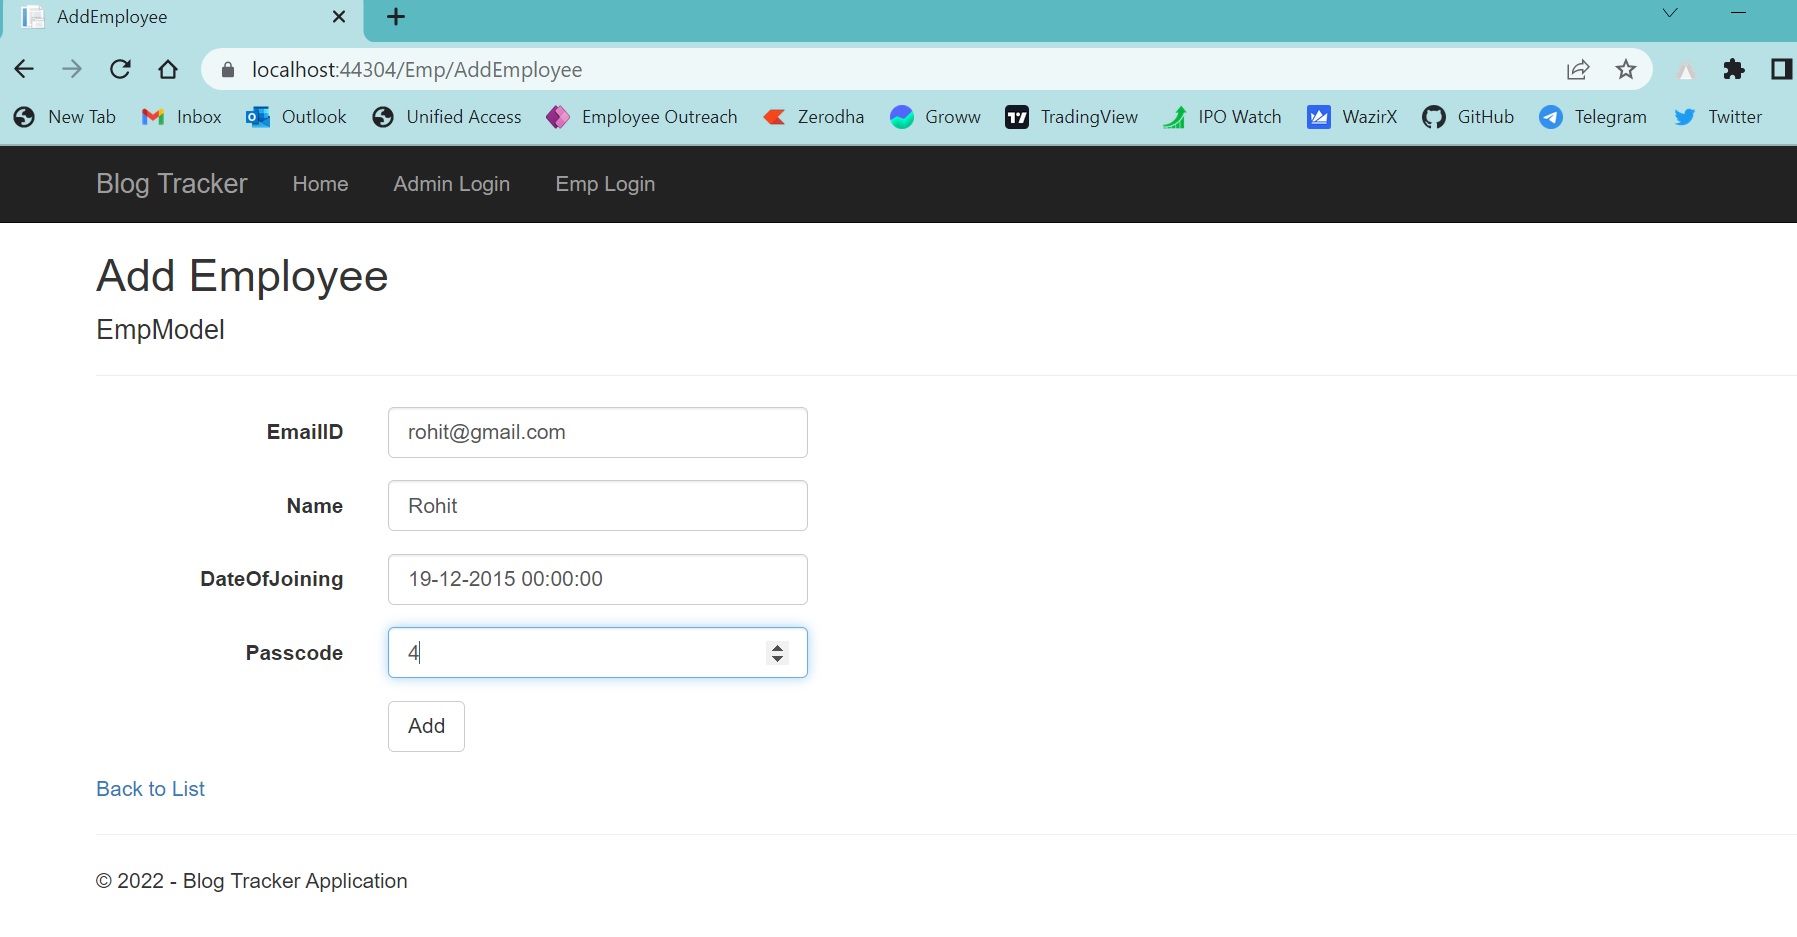 AddEmployee
localhost:44304/Emp/AddEmployee
New Tab Inbox Outlook Unified Access Employee Outreach Zerodha Groww TradingView IPO Watch WazirX GitHub Telegram Twitter
Blog Tracker Home Admin Login Emp Login
Add Employee
EmpModel
EmailID rohit@gmail.com
Name Rohit
DateOfJoining 19-12-2015 00:00:00
Passcode 4
Add
Back to List
© 2022 - Blog Tracker Application